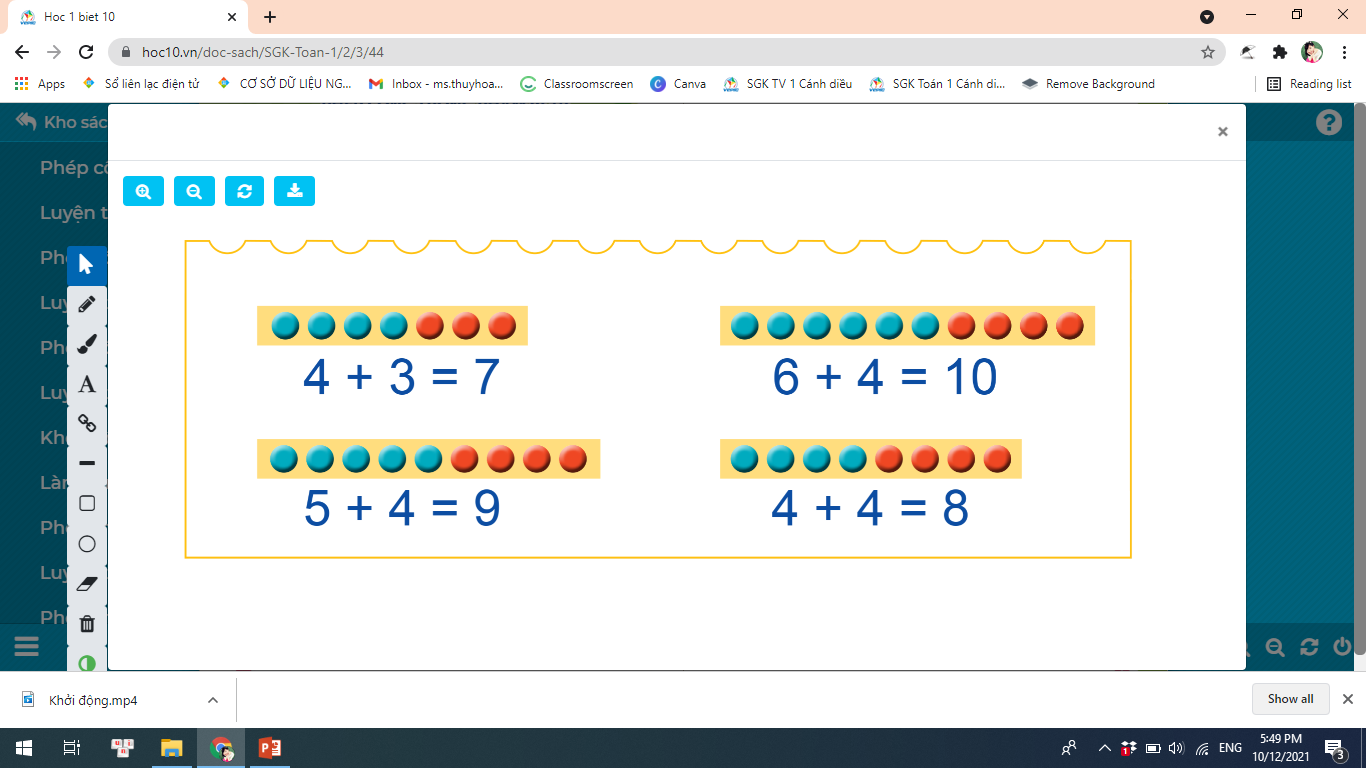 Hoc 1 biet 10
hoc10.vn/doc-sach/SGK-Toan-1/2/3/44
Apps Sổ liên lạc điện tử CƠ SỞ DỮ LIỆU NG... Inbox - ms.thuyhoa... Classroomscreen Canva SGK TV 1 Cánh diều SGK Toán 1 Cánh di... Remove Background Reading list
Kho sác
Phép cộ
Luyện t
Phé
Luy
Phé
Luy
Khé
Làn
Phé
Luy
Phé
A
4 + 3 = 7
6 + 4 = 10
5 + 4 = 9
4 + 4 = 8
Khởi động.mp4
Show all
ENG
5:49 PM
10/12/2021
3
1